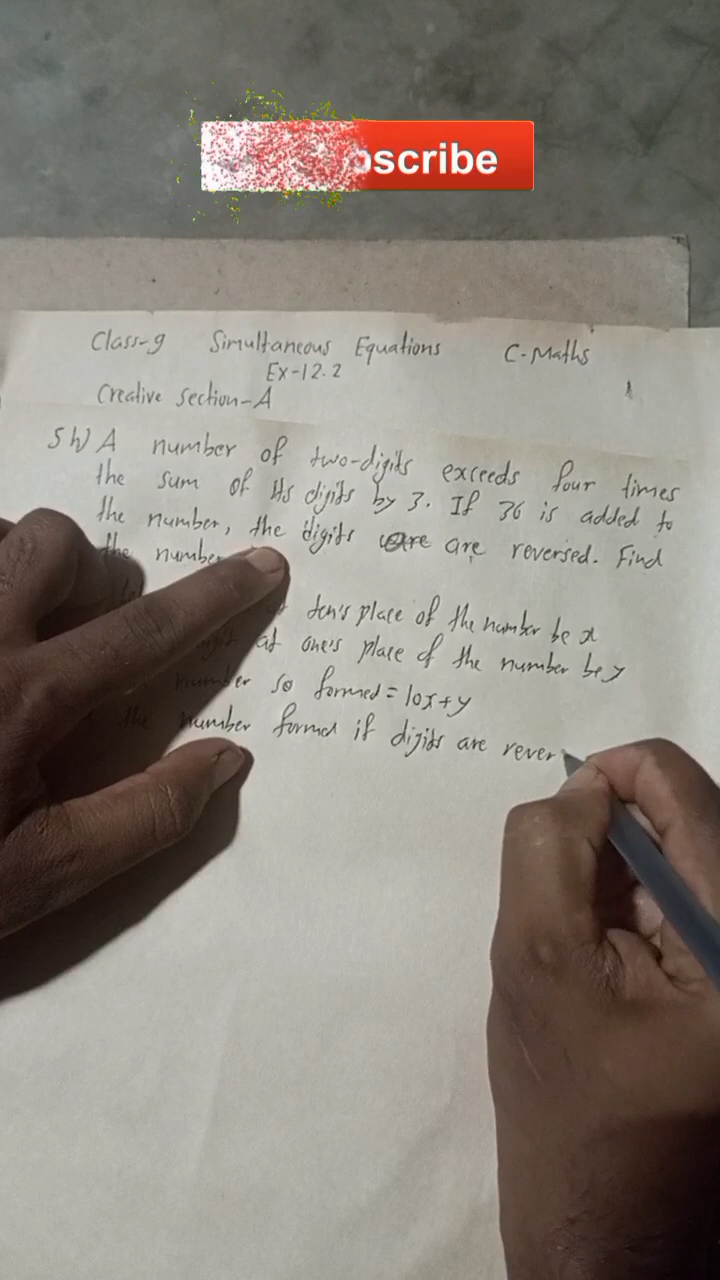 bscribe
Class-9 Simultaneous Equations C-Maths
Ex-12.2
Creative section-A
5 b) A number of two-digits exceeds four times
the sum of its digits by 3. If 36 is added to
the number, the digits are are reversed. Find
the number
ten's place of the number be x
digit at one's place of the number be y
number so formed = 10x+y
the number formed if digits are rever